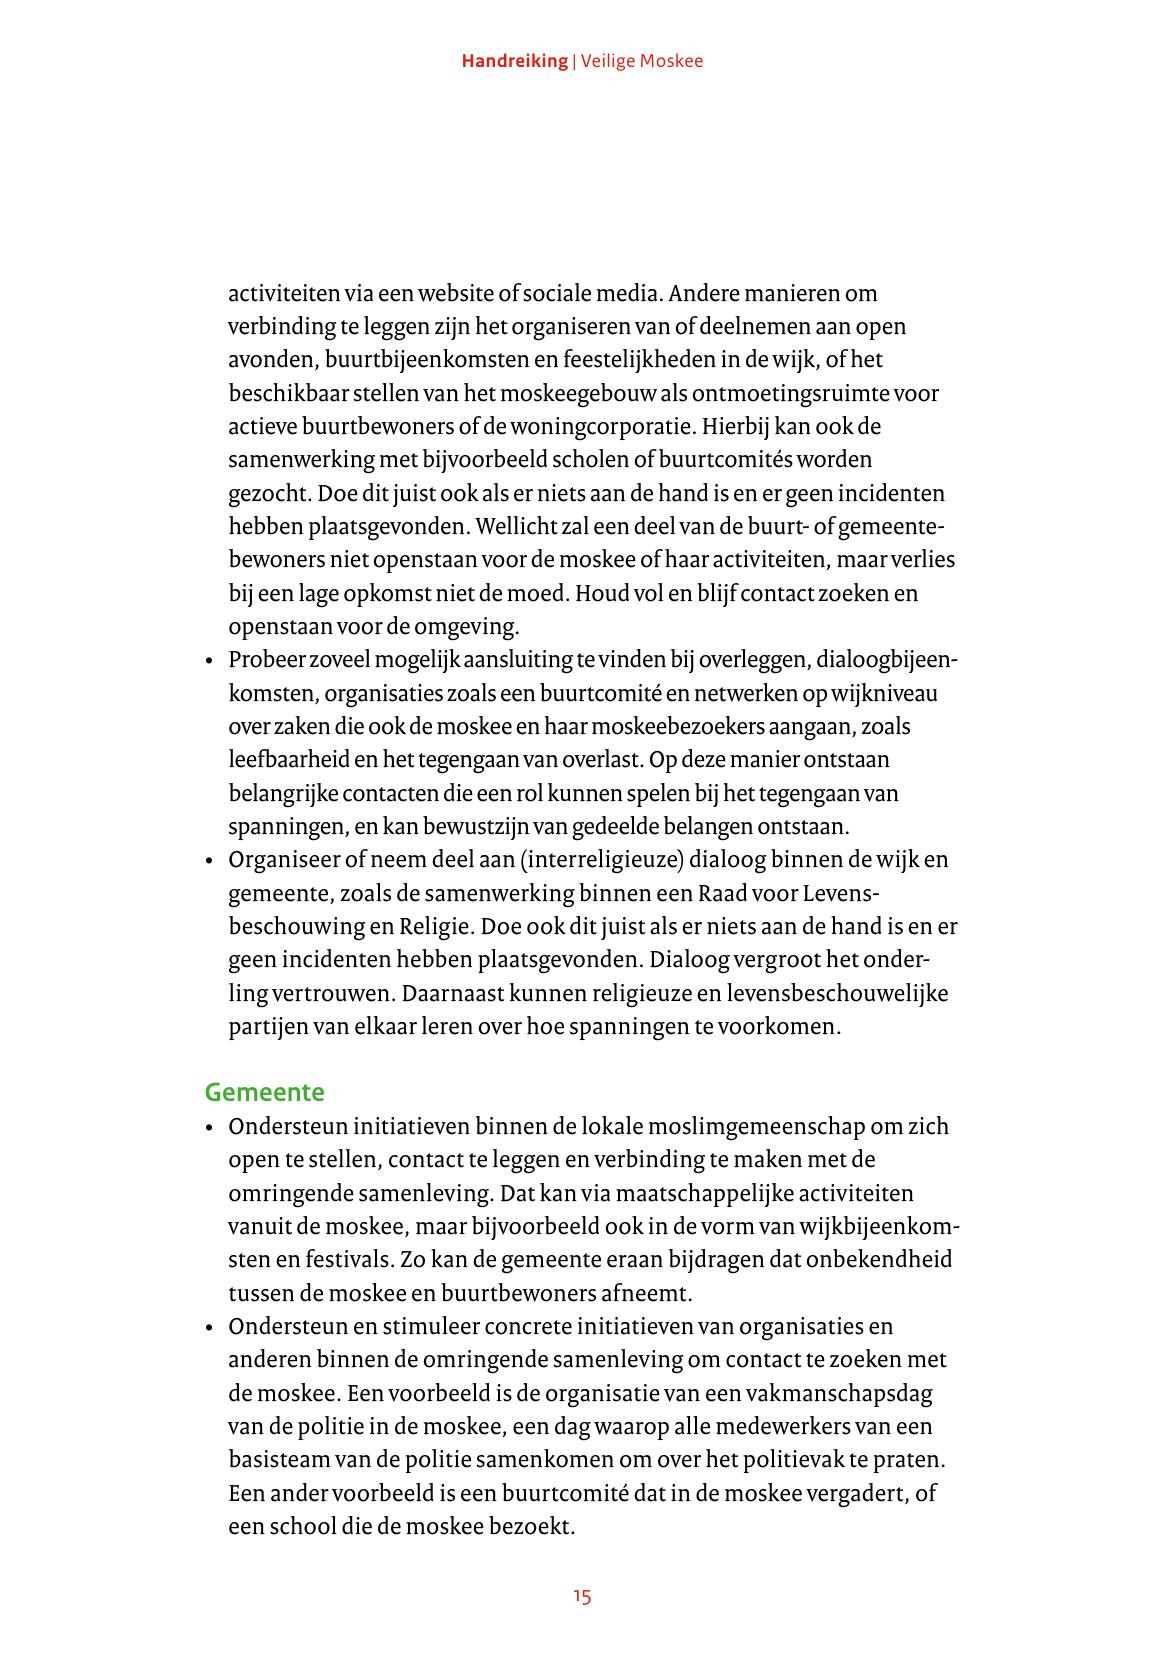 Handreiking | Veilige Moskee
activiteiten via een website of sociale media. Andere manieren om
verbinding te leggen zijn het organiseren van of deelnemen aan open
avonden, buurtbijeenkomsten en feestelijkheden in de wijk, of het
beschikbaar stellen van het moskeegebouw als ontmoetingsruimte voor
actieve buurtbewoners of de woningcorporatie. Hierbij kan ook de
samenwerking met bijvoorbeeld scholen of buurtcomités worden
gezocht. Doe dit juist ook als er niets aan de hand is en er geen incidenten
hebben plaatsgevonden. Wellicht zal een deel van de buurt- of gemeente-
bewoners niet openstaan voor de moskee of haar activiteiten, maar verlies
bij een lage opkomst niet de moed. Houd vol en blijf contact zoeken en
openstaan voor de omgeving.
• Probeer zoveel mogelijk aansluiting te vinden bij overleggen, dialoogbijeen-
komsten, organisaties zoals een buurtcomité en netwerken op wijkniveau
over zaken die ook de moskee en haar moskeebezoekers aangaan, zoals
leefbaarheid en het tegengaan van overlast. Op deze manier ontstaan
belangrijke contacten die een rol kunnen spelen bij het tegengaan van
spanningen, en kan bewustzijn van gedeelde belangen ontstaan.
• Organiseer of neem deel aan (interreligieuze) dialoog binnen de wijk en
gemeente, zoals de samenwerking binnen een Raad voor Levens-
beschouwing en Religie. Doe ook dit juist als er niets aan de hand is en er
geen incidenten hebben plaatsgevonden. Dialoog vergroot het onder-
ling vertrouwen. Daarnaast kunnen religieuze en levensbeschouwelijke
partijen van elkaar leren over hoe spanningen te voorkomen.
Gemeente
• Ondersteun initiatieven binnen de lokale moslimgemeenschap om zich
open te stellen, contact te leggen en verbinding te maken met de
omringende samenleving. Dat kan via maatschappelijke activiteiten
vanuit de moskee, maar bijvoorbeeld ook in de vorm van wijkbijeenkom-
sten en festivals. Zo kan de gemeente eraan bijdragen dat onbekendheid
tussen de moskee en buurtbewoners afneemt.
• Ondersteun en stimuleer concrete initiatieven van organisaties en
anderen binnen de omringende samenleving om contact te zoeken met
de moskee. Een voorbeeld is de organisatie van een vakmanschapsdag
van de politie in de moskee, een dag waarop alle medewerkers van een
basisteam van de politie samenkomen om over het politievak te praten.
Een ander voorbeeld is een buurtcomité dat in de moskee vergadert, of
een school die de moskee bezoekt.
15